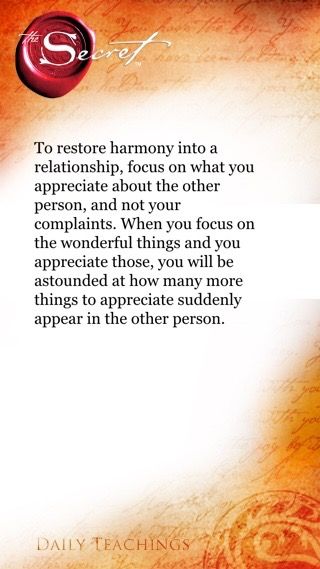 the Secret™
To restore harmony into a
relationship, focus on what you
appreciate about the other
person, and not your
complaints. When you focus on
the wonderful things and you
appreciate those, you will be
astounded at how many more
things to appreciate suddenly
appear in the other person.
DAILY TEACHINGS